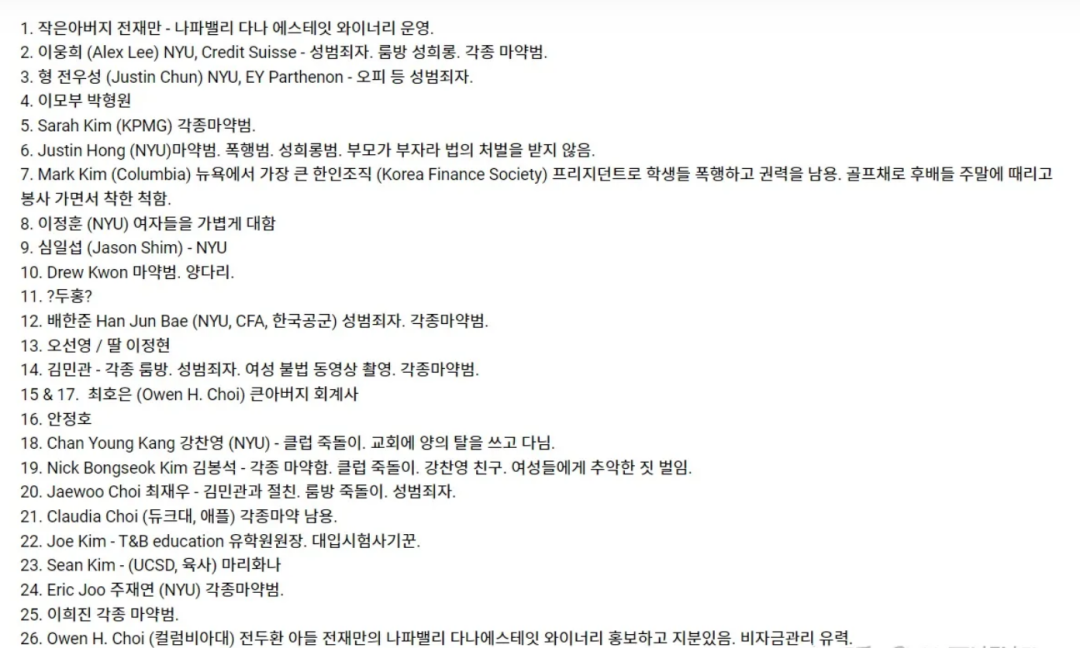 1. 작은아버지 전재만 - 나파밸리 다나 에스테잇 와이너리 운영.
2. 이웅희 (Alex Lee) NYU, Credit Suisse - 성범죄자. 룸방 성희롱. 각종 마약범.
3. 형 전우성 (Justin Chun) NYU, EY Parthenon - 오피 등 성범죄자.
4. 이모부 박형원
5. Sarah Kim (KPMG) 각종마약범.
6. Justin Hong (NYU)마약범. 폭행범. 성희롱범. 부모가 부자라 법의 처벌을 받지 않음.
7. Mark Kim (Columbia) 뉴욕에서 가장 큰 한인조직 (Korea Finance Society) 프리지던트로 학생들 폭행하고 권력을 남용. 골프채로 후배들 주말에 때리고
봉사 가면서 착한 척함.
8. 이정훈 (NYU) 여자들을 가볍게 대함
9. 심일섭 (Jason Shim) - NYU
10. Drew Kwon 마약범. 양다리.
11. ?두홍?
12. 배한준 Han Jun Bae (NYU, CFA, 한국공군) 성범죄자. 각종마약범.
13. 오선영 / 딸 이정현
14. 김민관 - 각종 룸방. 성범죄자. 여성 불법 동영상 촬영. 각종마약범.
15 & 17. 최호은 (Owen H. Choi) 큰아버지 회계사
16. 안정호
18. Chan Young Kang 강찬영 (NYU) - 클럽 죽돌이. 교회에 양의 탈을 쓰고 다님.
19. Nick Bongseok Kim 김봉석 - 각종 마약함. 클럽 죽돌이. 강찬영 친구. 여성들에게 추악한 짓 벌임.
20. Jaewoo Choi 최재우 - 김민관과 절친. 룸방 죽돌이. 성범죄자.
21. Claudia Choi (듀크대, 애플) 각종마약 남용.
22. Joe Kim - T&B education 유학원원장. 대입시험사기꾼.
23. Sean Kim - (UCSD, 육사) 마리화나
24. Eric Joo 주재연 (NYU) 각종마약범.
25. 이희진 각종 마약범.
26. Owen H. Choi (컬럼비아대) 전두환 아들 전재만의 나파밸리 다나에스테잇 와이너리 홍보하고 지분있음. 비자금관리 유력.